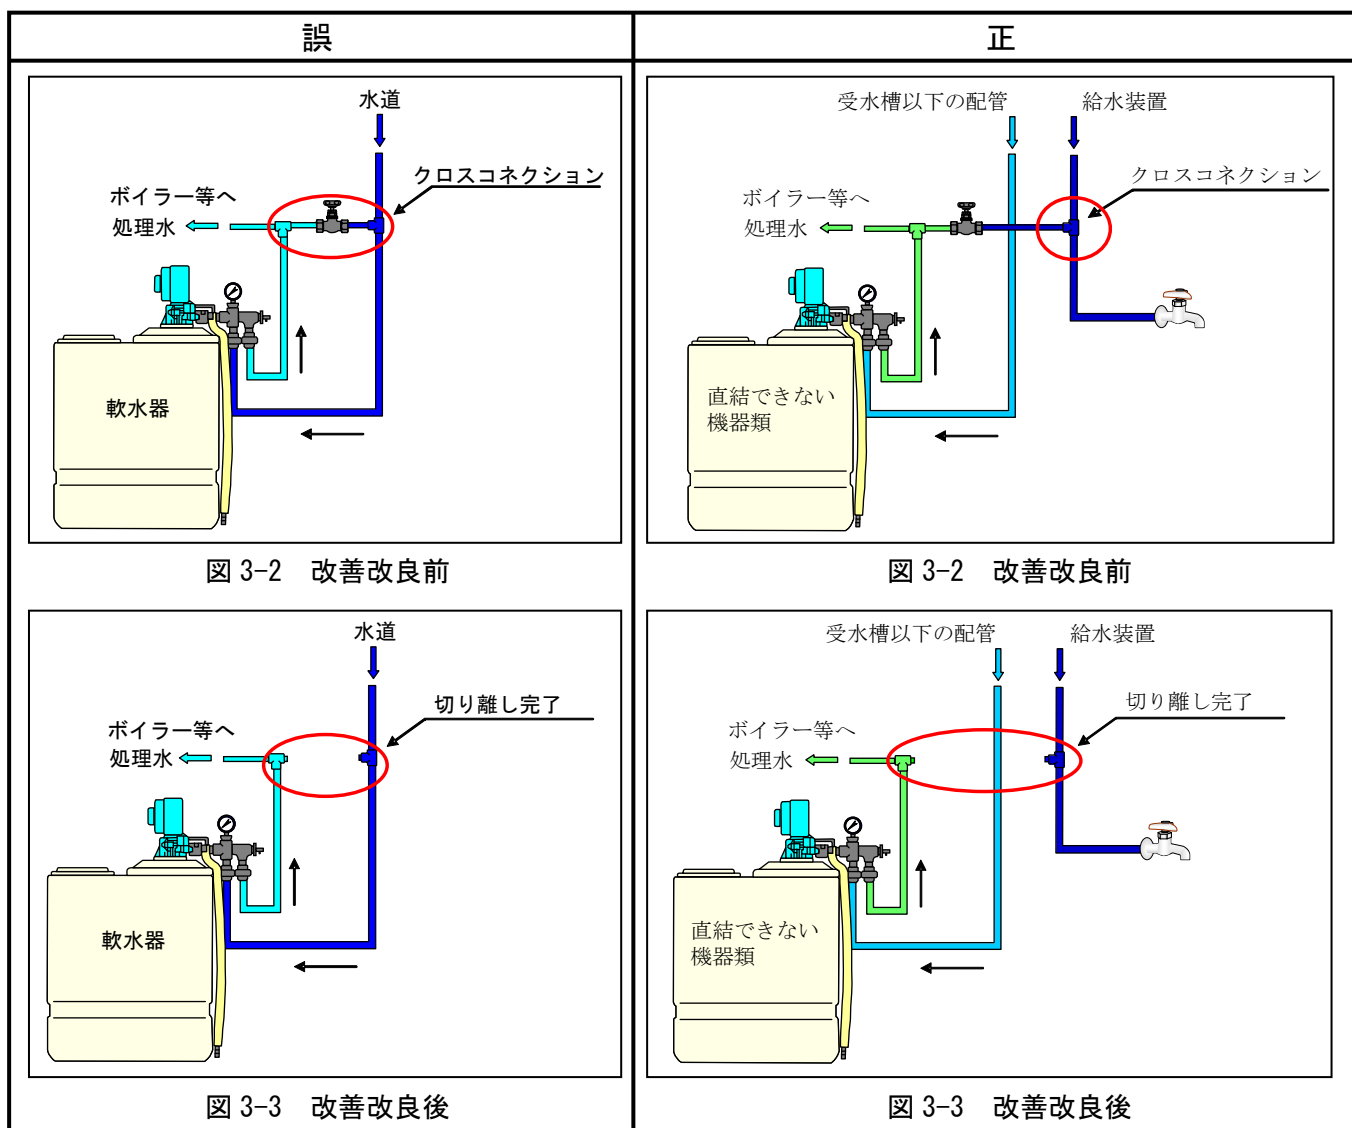 誤
正
水道
クロスコネクション
ボイラー等へ
処理水
軟水器
図 3-2　改善改良前
受水槽以下の配管
給水装置
クロスコネクション
ボイラー等へ
処理水
直結できない
機器類
図 3-2　改善改良前
水道
切り離し完了
ボイラー等へ
処理水
軟水器
図 3-3　改善改良後
受水槽以下の配管
給水装置
切り離し完了
ボイラー等へ
処理水
直結できない
機器類
図 3-3　改善改良後